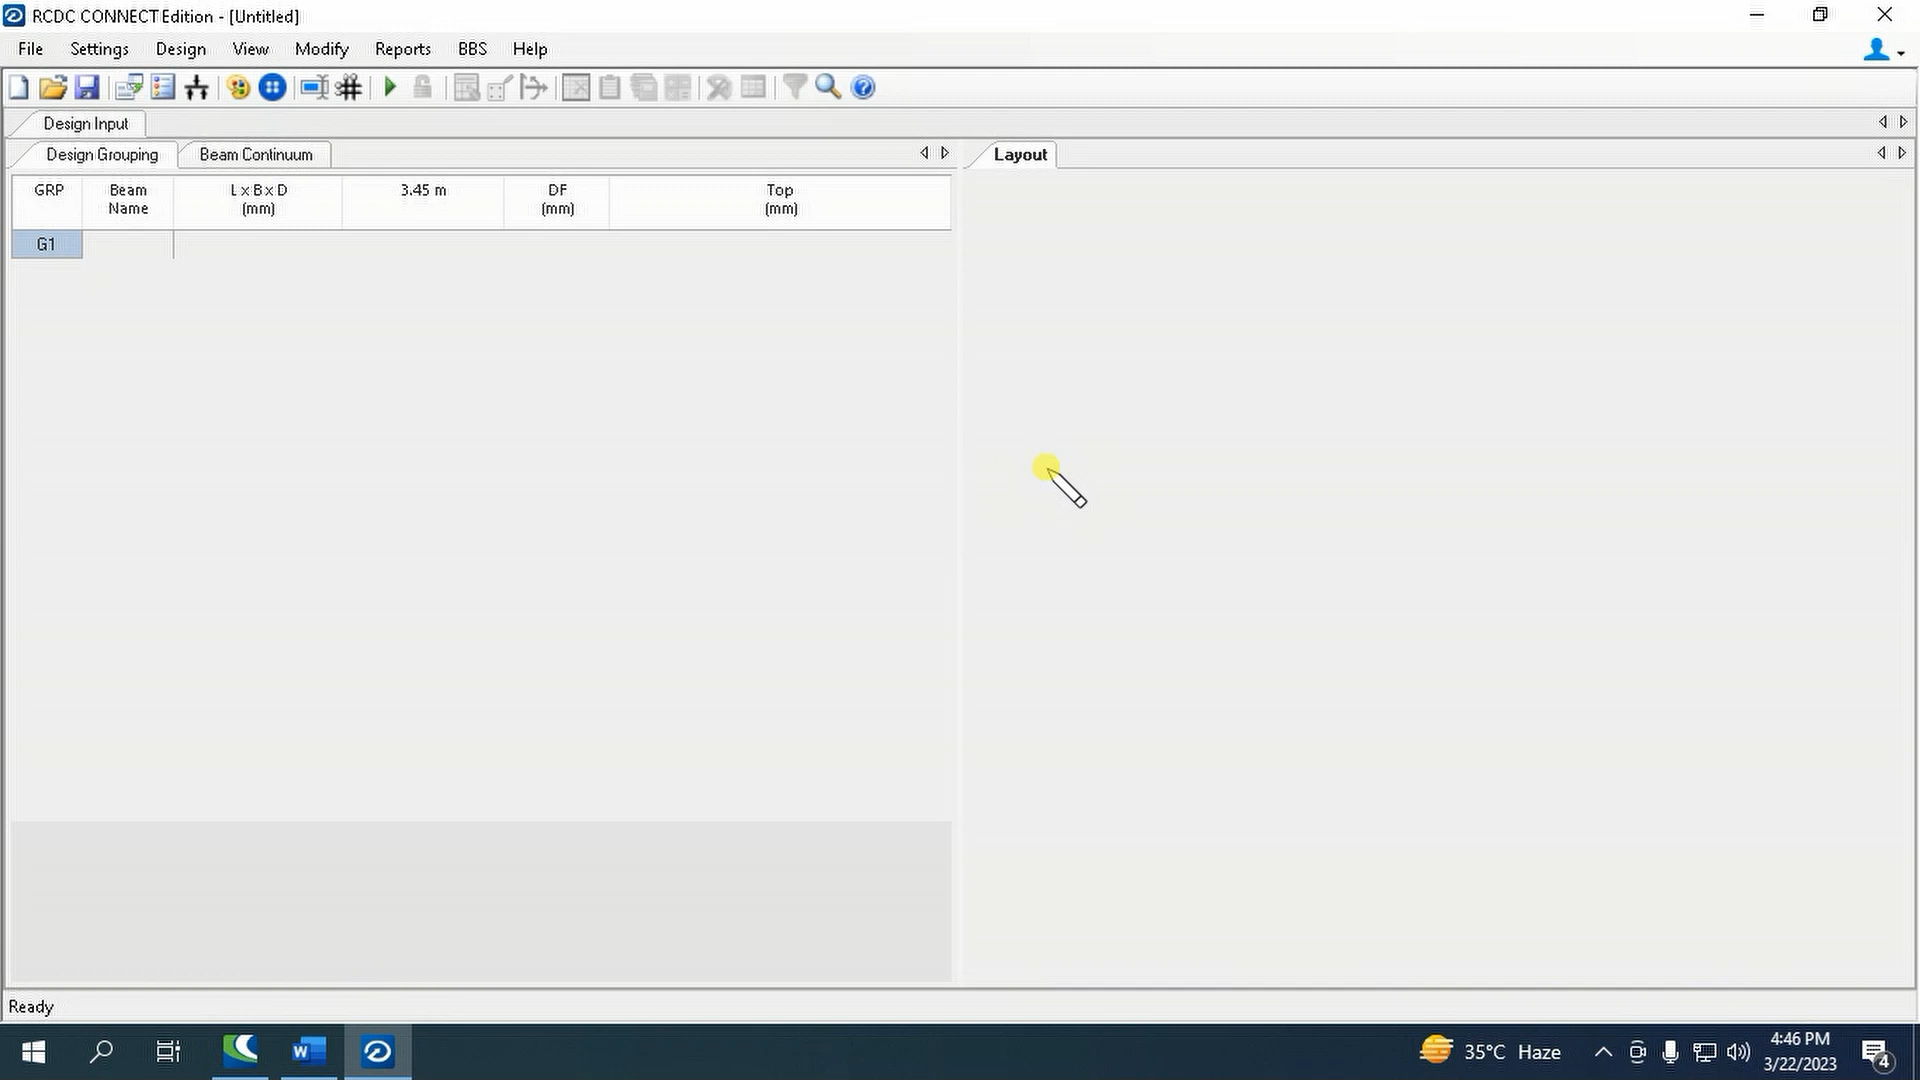 RCDC CONNECT Edition - [Untitled]
File Settings Design View Modify Reports BBS Help
Design Input
Design Grouping Beam Continuum
Layout
GRP Beam Name L x B x D (mm) 3.45 m DF (mm) Top (mm)
G1
Ready
35°C Haze
4:46 PM
3/22/2023
4